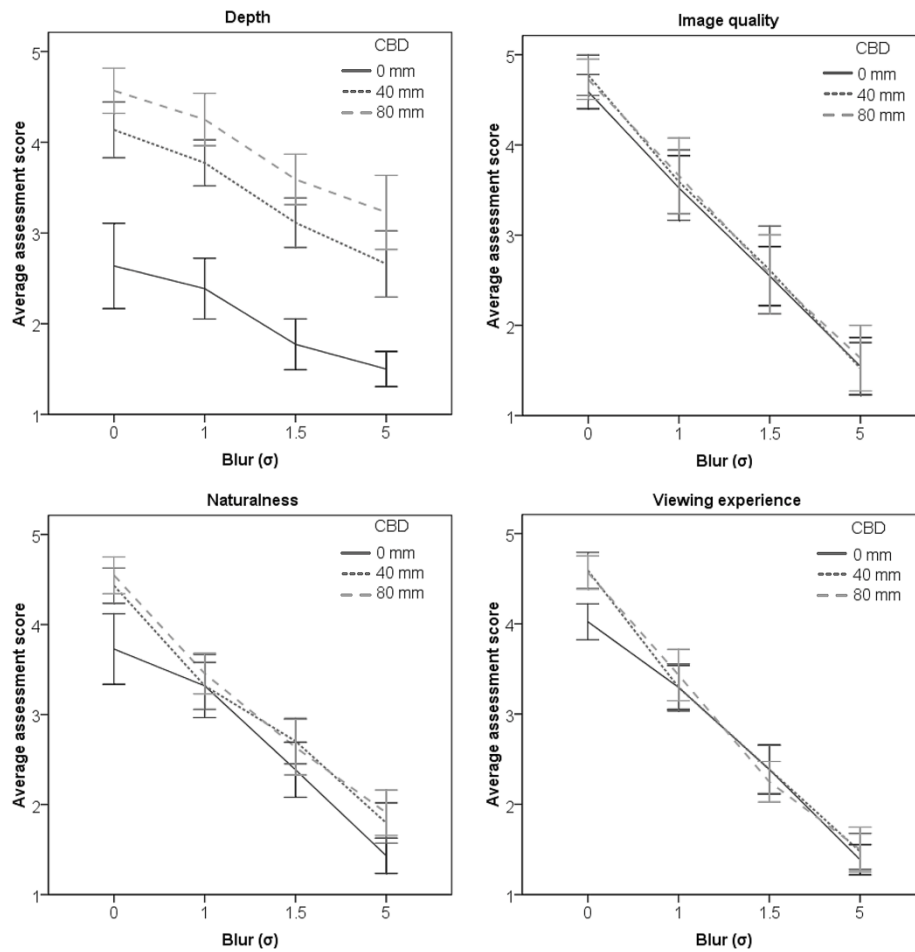 Depth
CBD
0 mm
40 mm
80 mm
5
4
3
2
1
Average assessment score
0 1 1.5 5
Blur (σ)
Image quality
CBD
0 mm
40 mm
80 mm
5
4
3
2
1
Average assessment score
0 1 1.5 5
Blur (σ)
Naturalness
CBD
0 mm
40 mm
80 mm
5
4
3
2
1
Average assessment score
0 1 1.5 5
Blur (σ)
Viewing experience
CBD
0 mm
40 mm
80 mm
5
4
3
2
1
Average assessment score
0 1 1.5 5
Blur (σ)